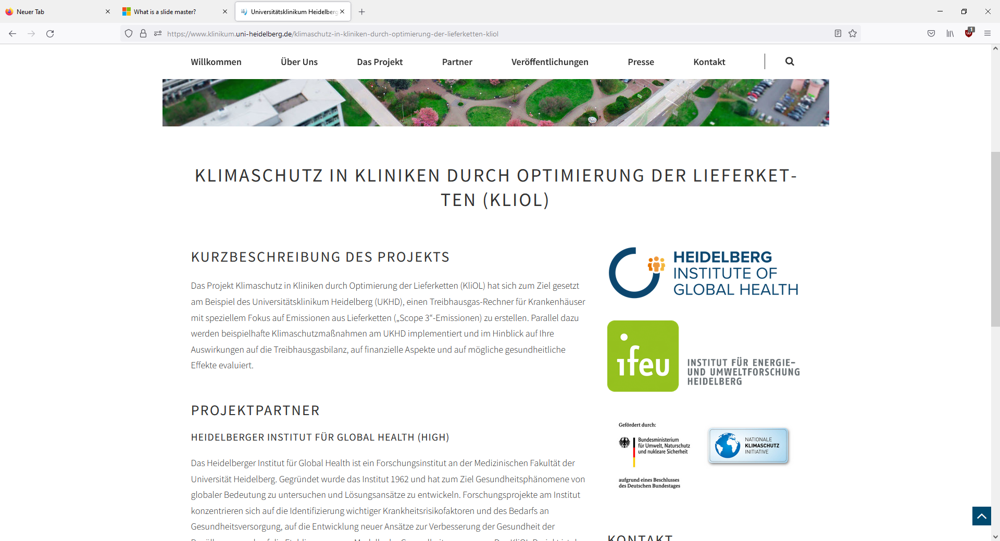 Neuer Tab
What is a slide master?
Universitätsklinikum Heidelberg
https://www.klinikum.uni-heidelberg.de/klimaschutz-in-kliniken-durch-optimierung-der-lieferketten-kliol
1
Willkommen
Über Uns
Das Projekt
Partner
Veröffentlichungen
Presse
Kontakt
KLIMASCHUTZ IN KLINIKEN DURCH OPTIMIERUNG DER LIEFERKET-
TEN (KLIOL)
KURZBESCHREIBUNG DES PROJEKTS
Das Projekt Klimaschutz in Kliniken durch Optimierung der Lieferketten (KliOL) hat sich zum Ziel gesetzt
am Beispiel des Universitätsklinikum Heidelberg (UKHD), einen Treibhausgas-Rechner für Krankenhäuser
mit speziellem Fokus auf Emissionen aus Lieferketten („Scope 3“-Emissionen) zu erstellen. Parallel dazu
werden beispielhafte Klimaschutzmaßnahmen am UKHD implementiert und im Hinblick auf Ihre
Auswirkungen auf die Treibhausgasbilanz, auf finanzielle Aspekte und auf mögliche gesundheitliche
Effekte evaluiert.
PROJEKTPARTNER
HEIDELBERGER INSTITUT FÜR GLOBAL HEALTH (HIGH)
Das Heidelberger Institut für Global Health ist ein Forschungsinstitut an der Medizinischen Fakultät der
Universität Heidelberg. Gegründet wurde das Institut 1962 und hat zum Ziel Gesundheitsphänomene von
globaler Bedeutung zu untersuchen und Lösungsansätze zu entwickeln. Forschungsprojekte am Institut
konzentrieren sich auf die Identifizierung wichtiger Krankheitsrisikofaktoren und des Bedarfs an
Gesundheitsversorgung, auf die Entwicklung neuer Ansätze zur Verbesserung der Gesundheit der
HEIDELBERG
INSTITUTE OF
GLOBAL HEALTH
ifeu
INSTITUT FÜR ENERGIE-
UND UMWELTFORSCHUNG
HEIDELBERG
Gefördert durch:
Bundesministerium
für Umwelt, Naturschutz
und nukleare Sicherheit
aufgrund eines Beschlusses
des Deutschen Bundestages
NATIONALE
KLIMASCHUTZ
INITIATIVE
KONTAKT